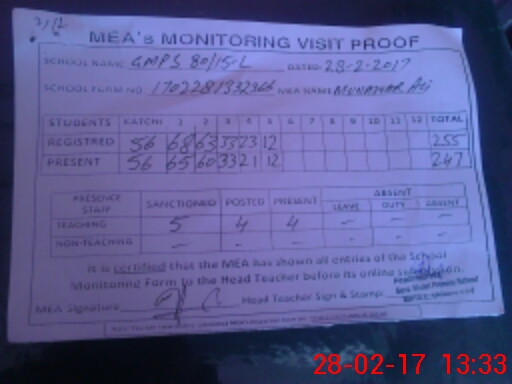 2/12
MEA's MONITORING VISIT PROOF
SCHOOL NAME GMPS 80/15-L DATED 28-2-2017
SCHOOL FORM NO. MEA NAME Munawar Ali
STUDENTS KATCHI 1 2 3 4 5 6 7 8 9 10 11 12 TOTAL
REGISTRED 56 68 63 33 23 12 255
PRESENT 56 65 60 33 21 12 247
PRESENCE STAFF SANCTIONED POSTED PRESENT ABSENT
LEAVE DUTY ABSENT
TEACHING 5 4 4 - - -
NON-TEACHING - - - - - -
It is certified that the MEA has shown all entries of the School
Monitoring Form to the Head Teacher before its online submission.
MEA Signature Head Teacher Sign & Stamp
28-02-17 13:33